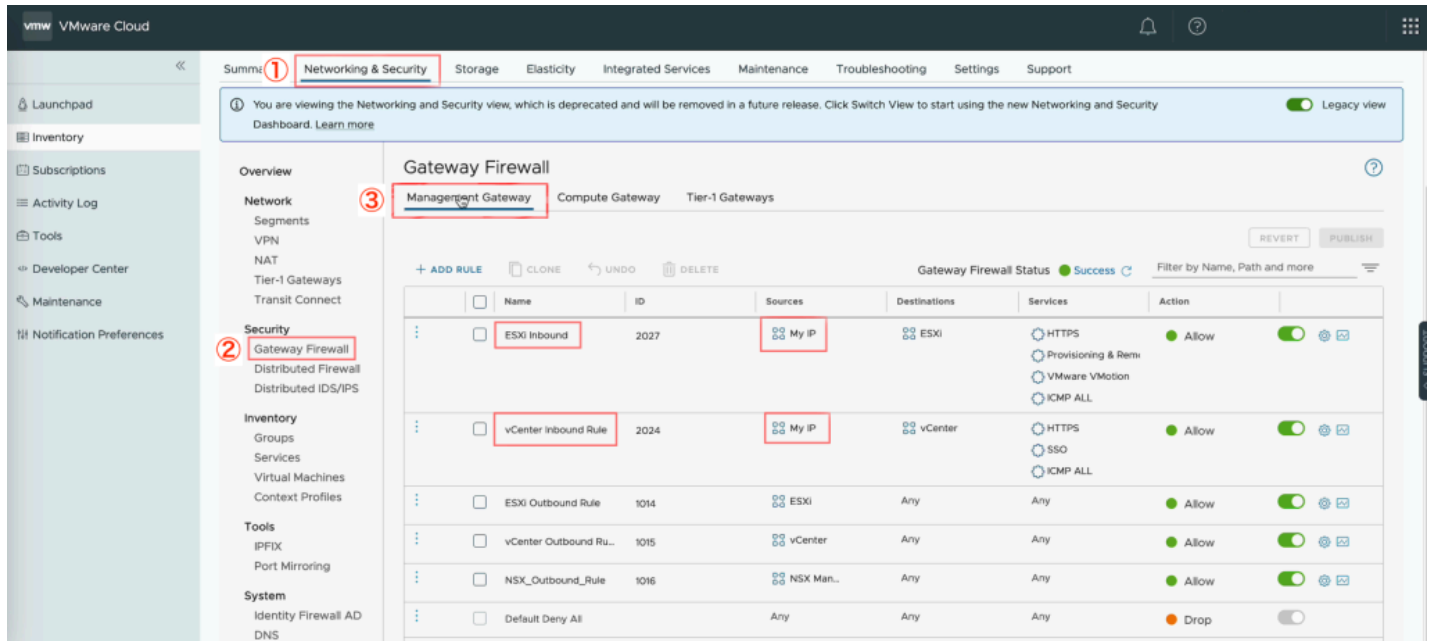 vmw VMware Cloud
Summa ① Networking & Security Storage Elasticity Integrated Services Maintenance Troubleshooting Settings Support
You are viewing the Networking and Security view, which is deprecated and will be removed in a future release. Click Switch View to start using the new Networking and Security
Dashboard. Learn more
Legacy view
Launchpad
Inventory
Subscriptions
Activity Log
Tools
Developer Center
Maintenance
Notification Preferences
Overview
Network
Segments
VPN
NAT
Tier-1 Gateways
Transit Connect
Security
② Gateway Firewall
Distributed Firewall
Distributed IDS/IPS
Inventory
Groups
Services
Virtual Machines
Context Profiles
Tools
IPFIX
Port Mirroring
System
Identity Firewall AD
DNS
Gateway Firewall
③ Management Gateway Compute Gateway Tier-1 Gateways
REVERT PUBLISH
+ ADD RULE CLONE UNDO DELETE Gateway Firewall Status Success Filter by Name, Path and more
Name ID Sources Destinations Services Action
ESXi Inbound 2027 My IP ESXi HTTPS Allow
Provisioning & Rem
VMware VMotion
ICMP ALL
vCenter Inbound Rule 2024 My IP vCenter HTTPS Allow
SSO
ICMP ALL
ESXi Outbound Rule 1014 ESXi Any Any Allow
vCenter Outbound Ru... 1015 vCenter Any Any Allow
NSX_Outbound_Rule 1016 NSX Man... Any Any Allow
Default Deny All Any Any Any Drop